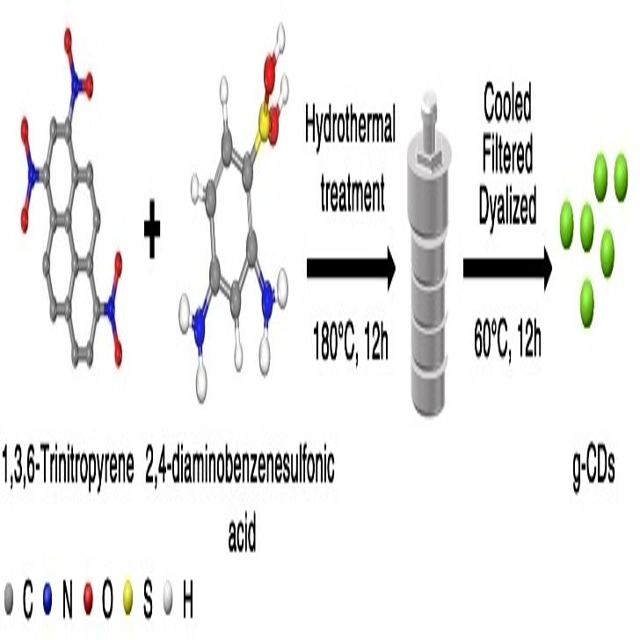 Hydrothermal
treatment
180°C, 12h
Cooled
Filtered
Dyalized
60°C, 12h
+
1,3,6-Trinitropyrene
2,4-diaminobenzenesulfonic
acid
g-CDs
C N O S H